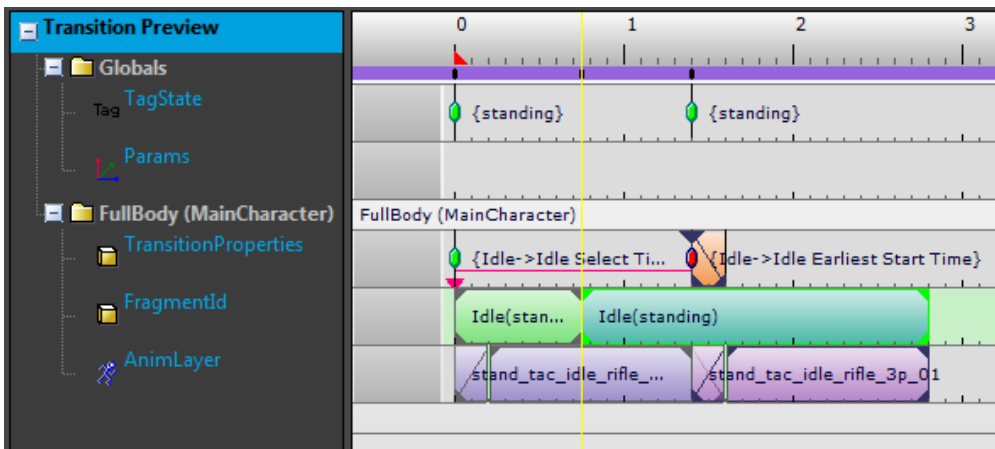 Transition Preview
0 1 2 3
Globals
Tag TagState
{standing} {standing}
Params
FullBody (MainCharacter)
FullBody (MainCharacter)
TransitionProperties
{Idle->Idle Select Ti... {Idle->Idle Earliest Start Time}
FragmentId
Idle(stan... Idle(standing)
AnimLayer
stand_tac_idle_rifle_... stand_tac_idle_rifle_3p_01